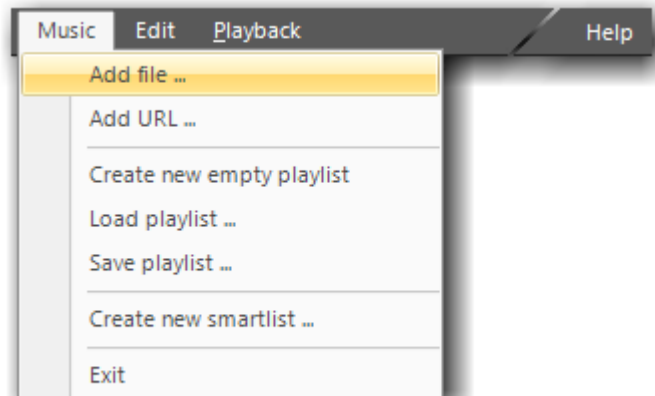 Music Edit Playback Help
Add file ...
Add URL ...
Create new empty playlist
Load playlist ...
Save playlist ...
Create new smartlist ...
Exit